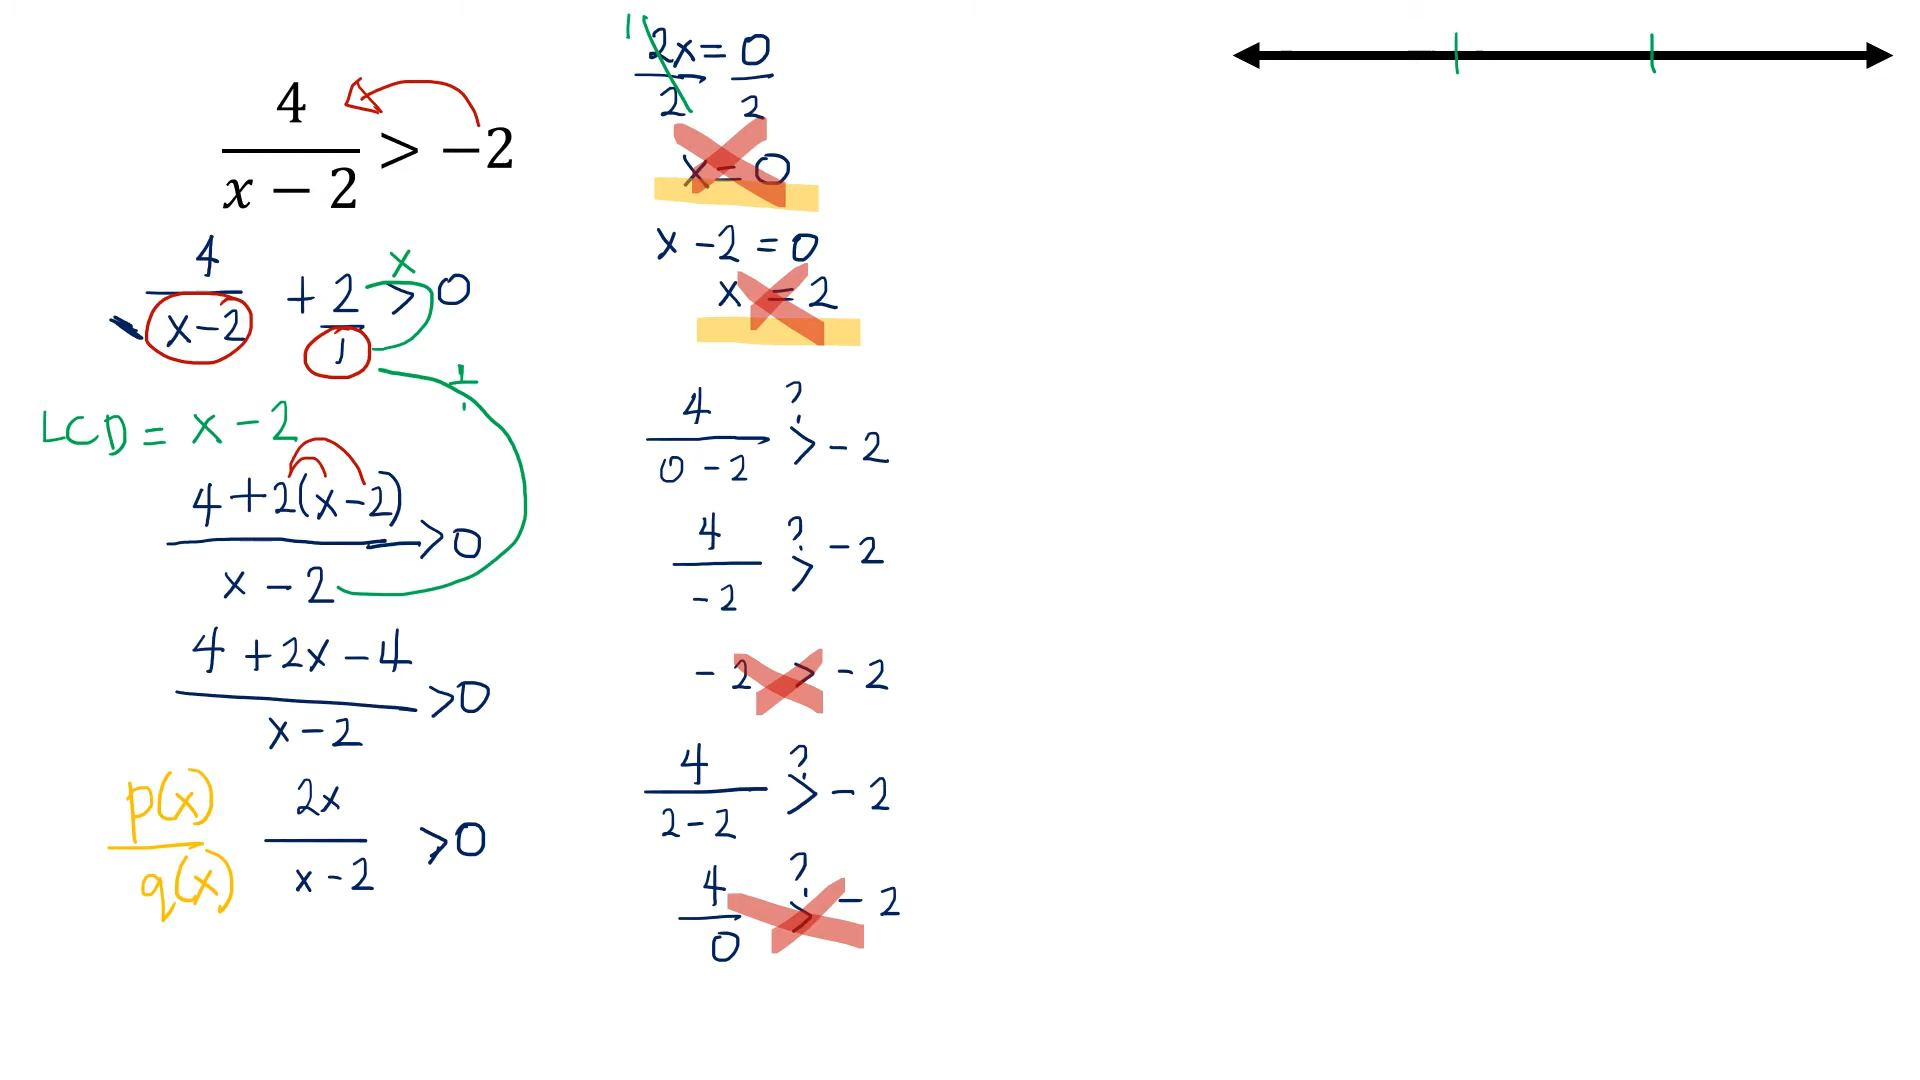 4/(x − 2) > −2
4/(x−2) + 2/1 > 0
×
÷
LCD = x − 2
(4 + 2(x − 2))/(x − 2) > 0
(4 + 2x − 4)/(x − 2) > 0
p(x)/q(x)
2x/(x − 2) > 0
1
2x/2 = 0/2
x = 0
x − 2 = 0
x = 2
4/(0 − 2) >? − 2
4/−2 >? − 2
− 2 > − 2
4/(2 − 2) >? − 2
4/0 >? − 2